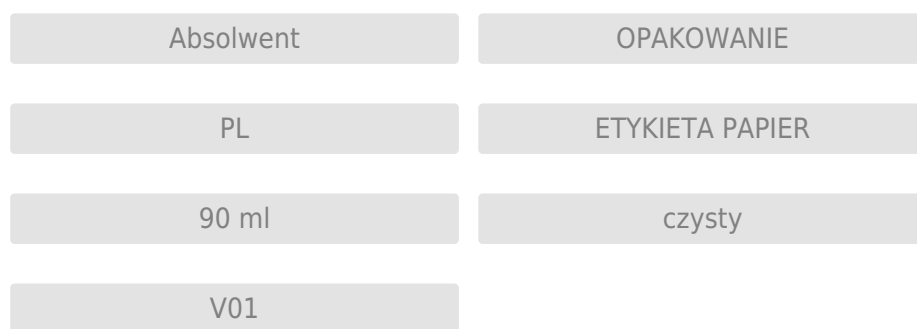 Absolwent
OPAKOWANIE
PL
ETYKIETA PAPIER
90 ml
czysty
V01